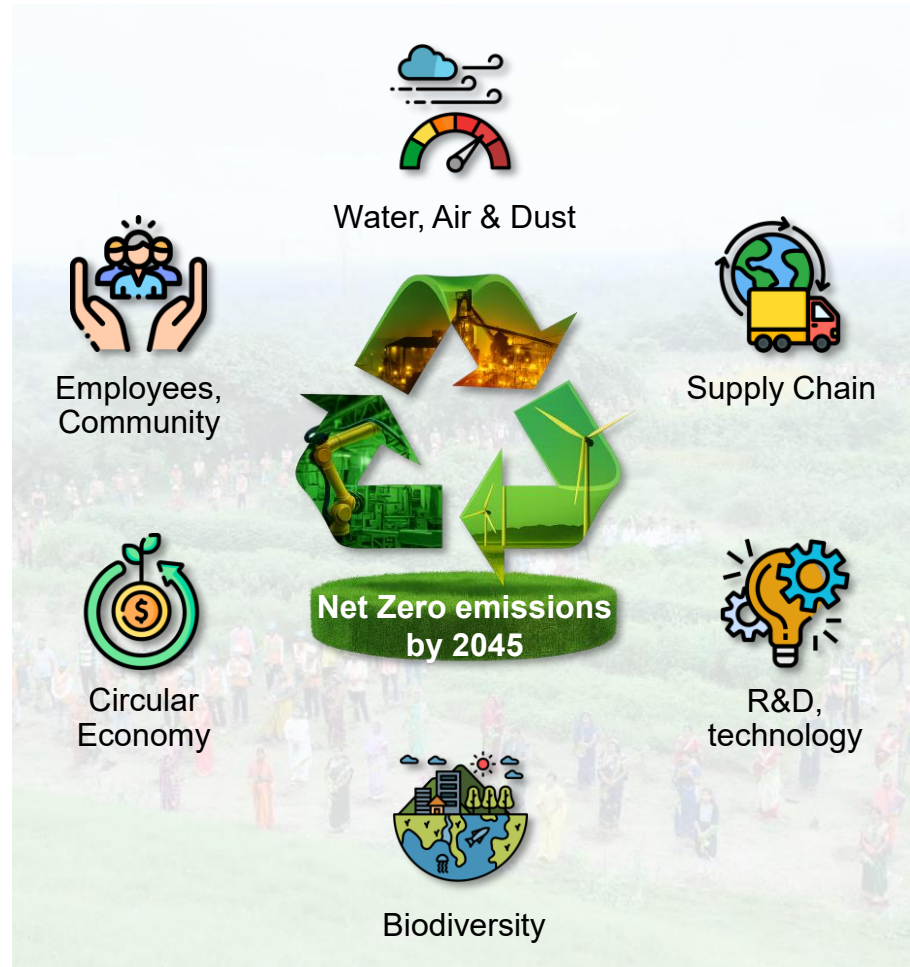 Water, Air & Dust
Employees,
Community
Supply Chain
Net Zero emissions
by 2045
Circular
Economy
R&D,
technology
Biodiversity